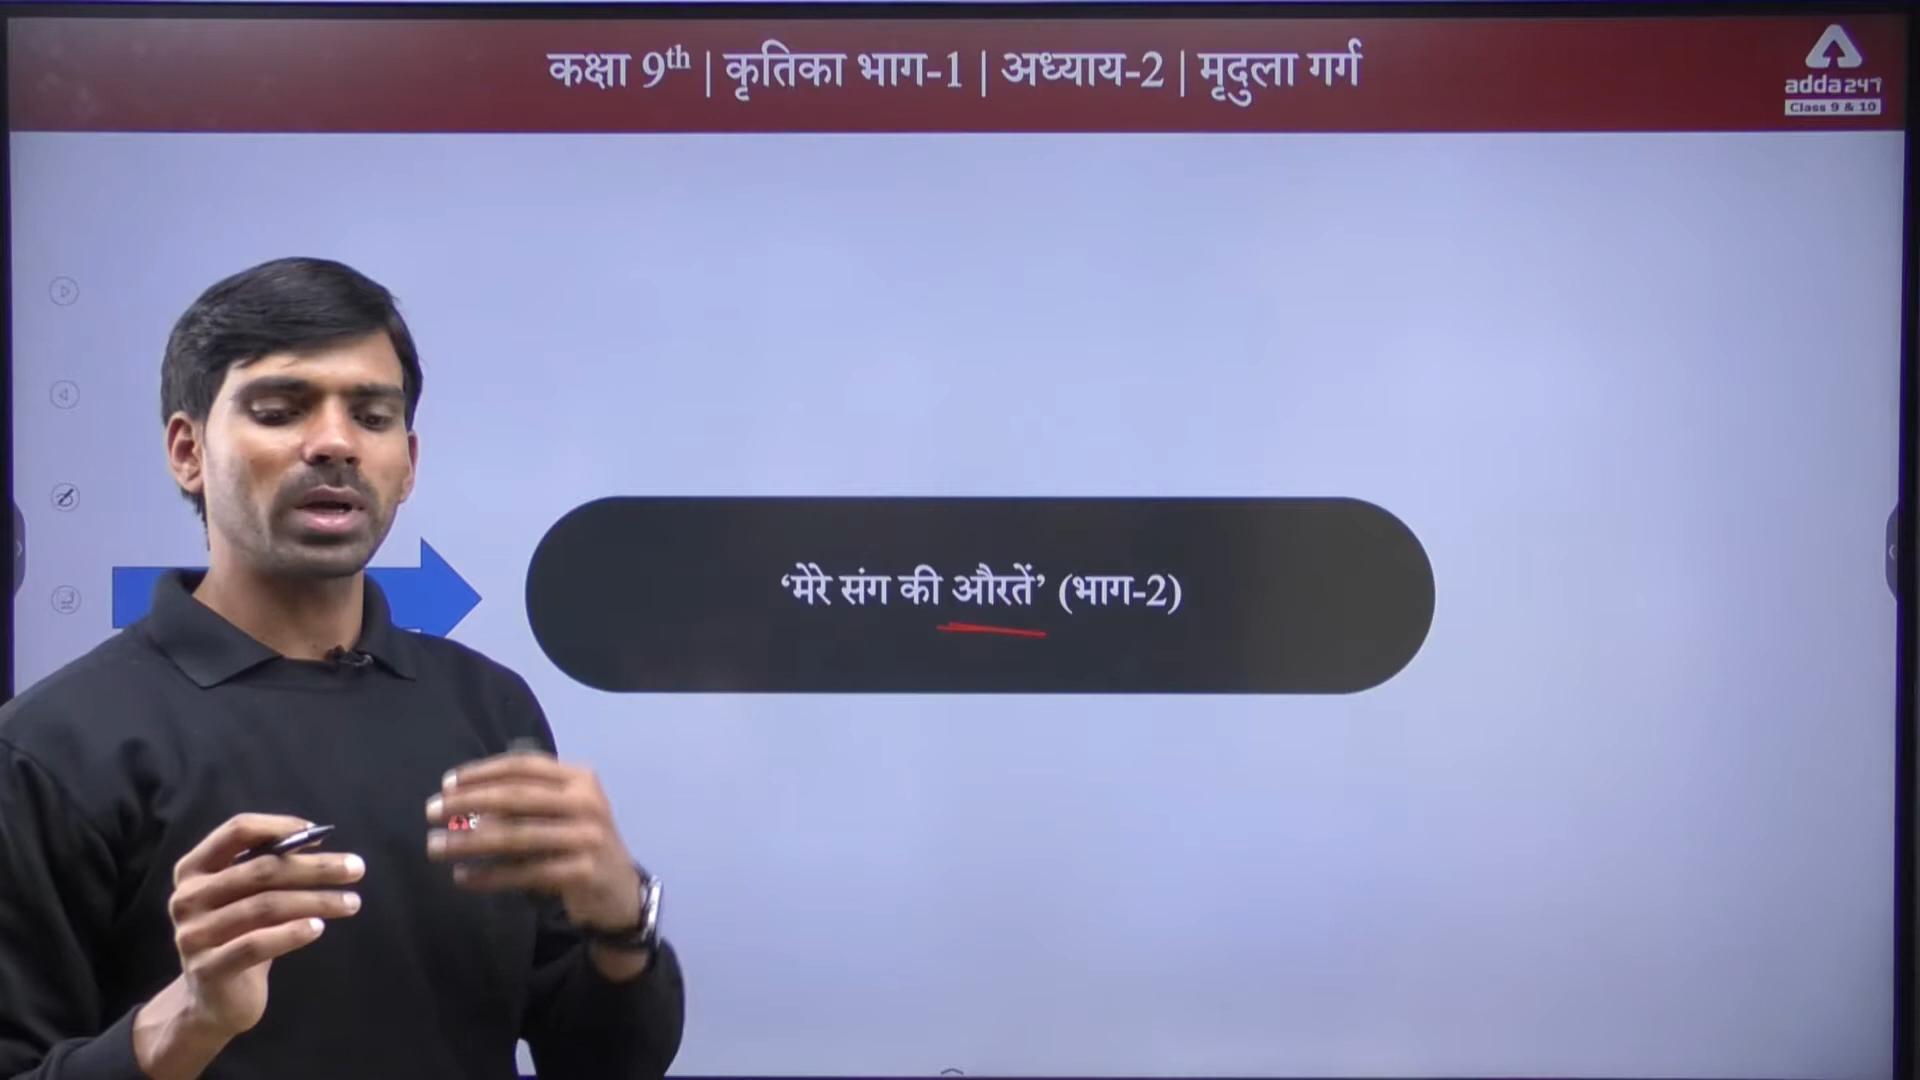 कक्षा 9th | कृतिका भाग-1 | अध्याय-2 | मृदुला गर्ग
adda247
Class 9 & 10
‘मेरे संग की औरतें’ (भाग-2)